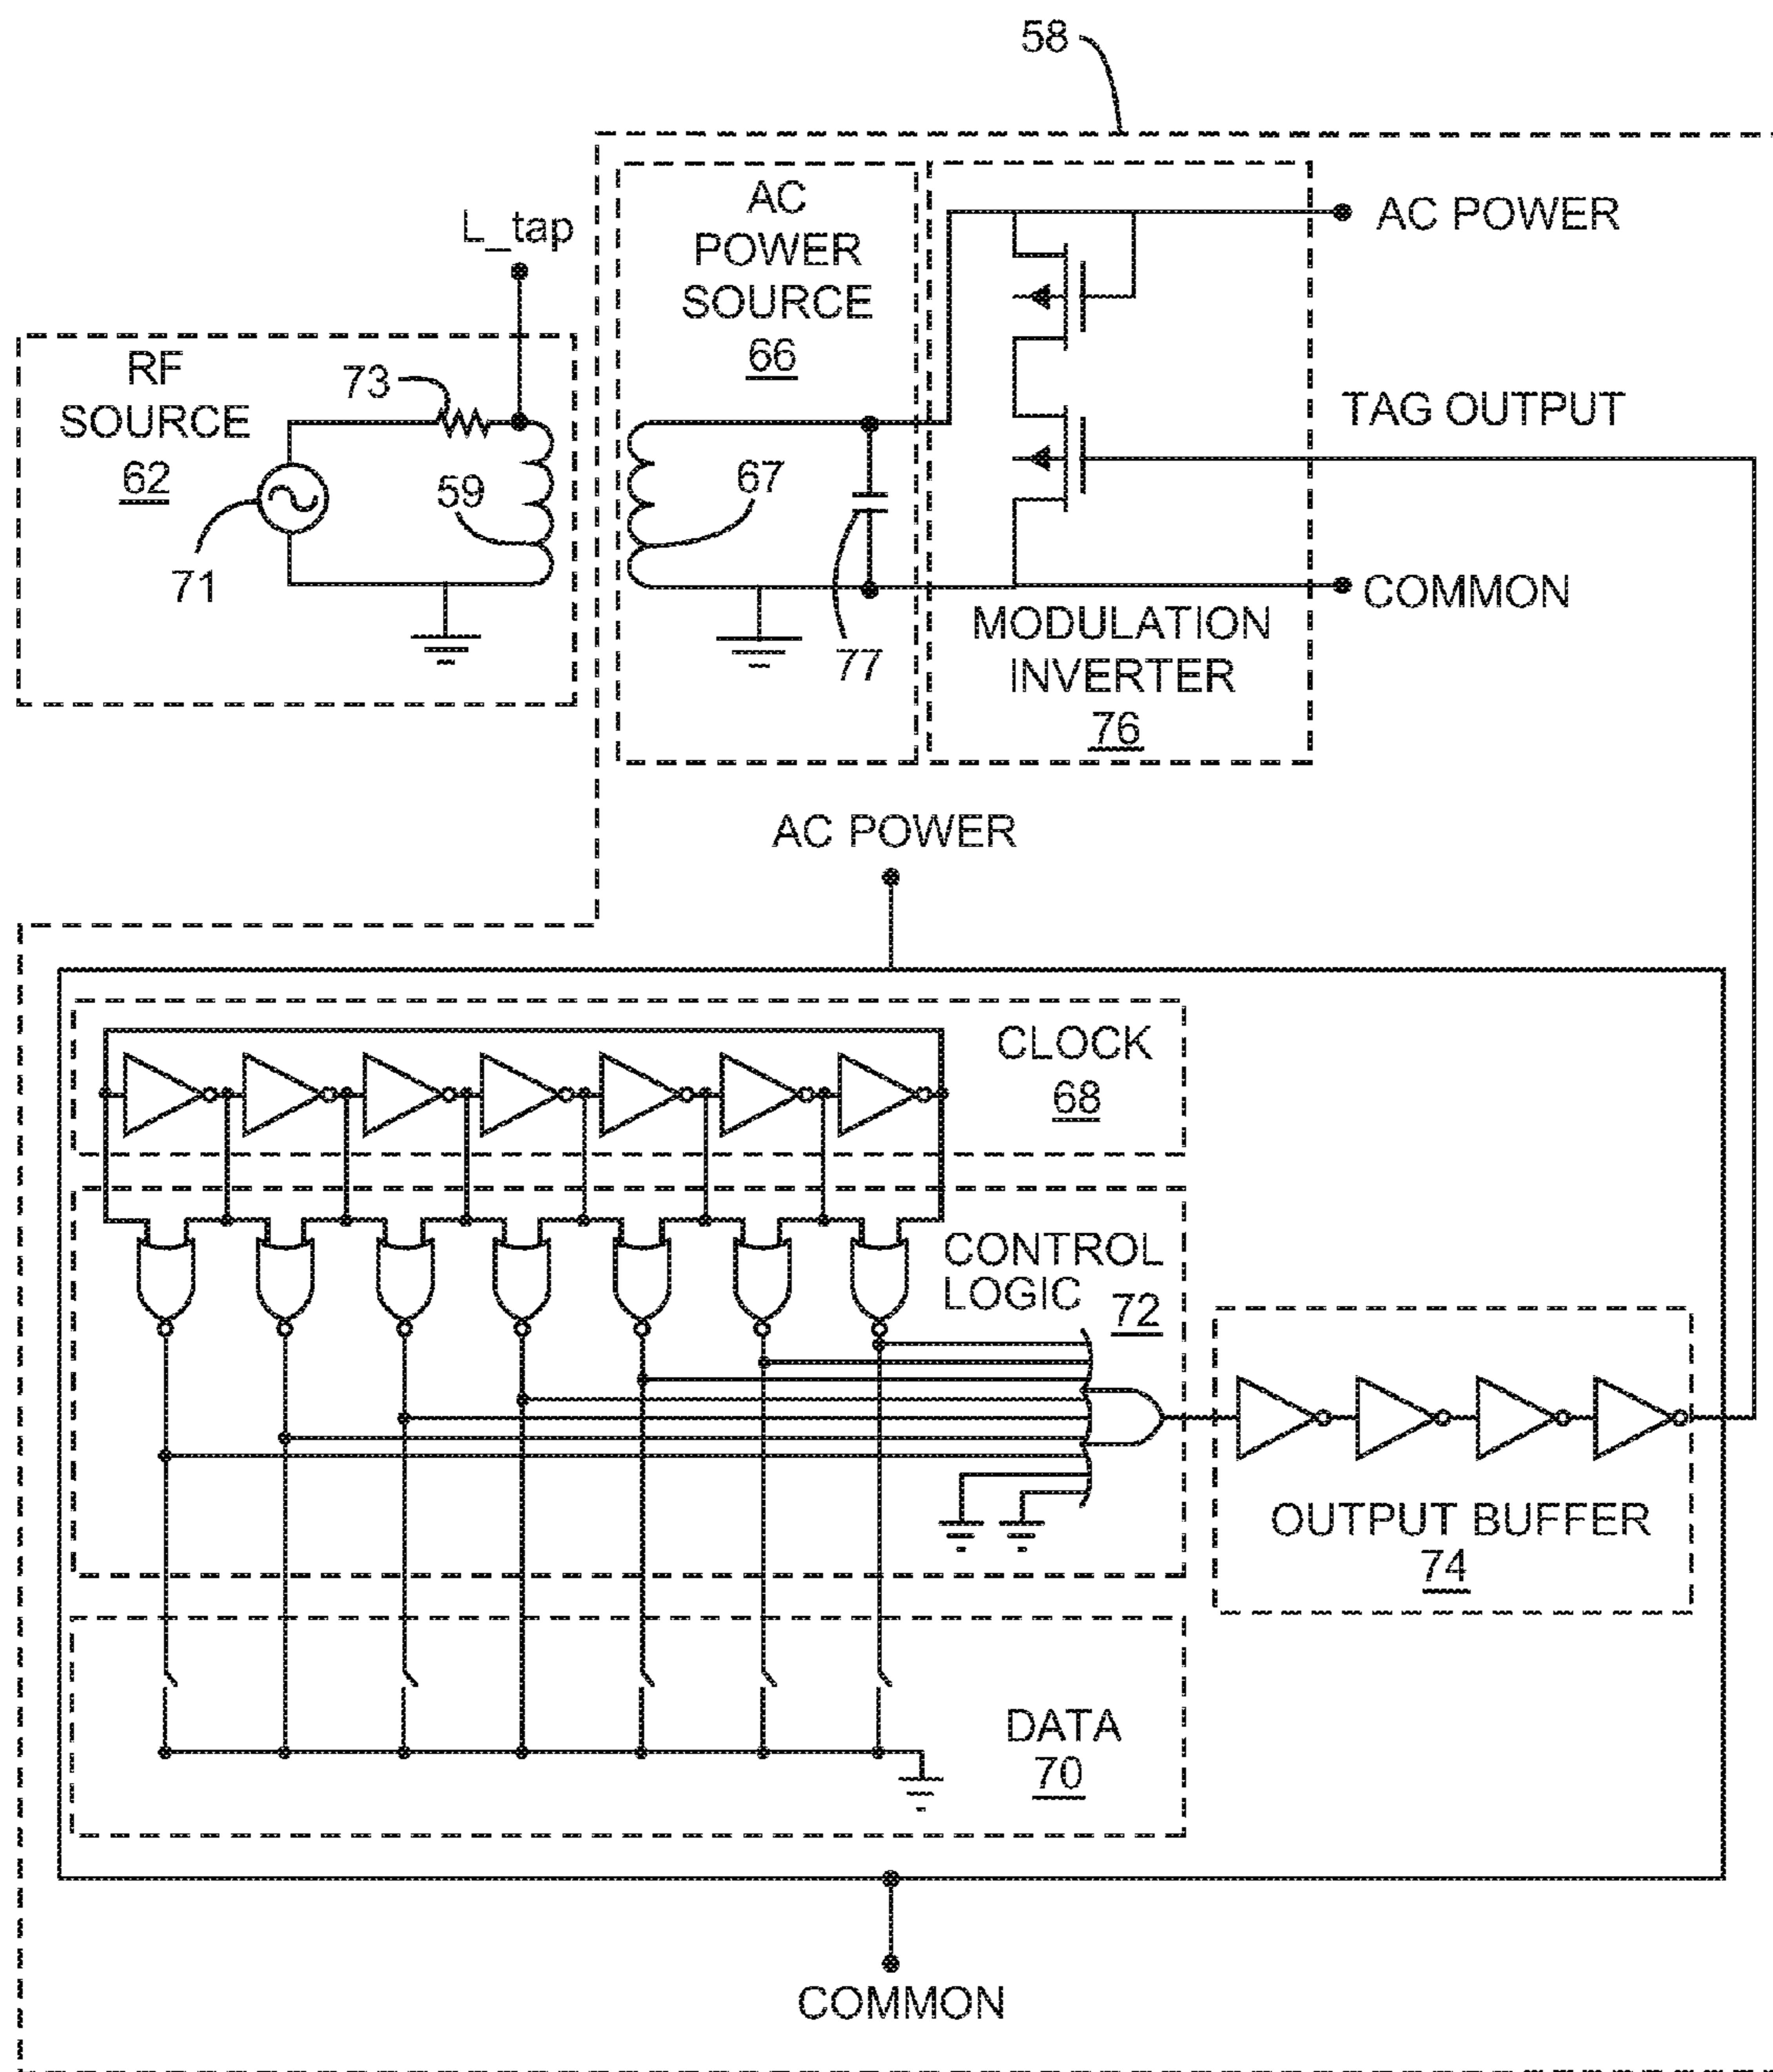 58
L_tap
RF
SOURCE
62
73
59
71
AC
POWER
SOURCE
66
67
77
AC POWER
TAG OUTPUT
COMMON
MODULATION
INVERTER
76
AC POWER
CLOCK
68
CONTROL
LOGIC
72
OUTPUT BUFFER
74
DATA
70
COMMON